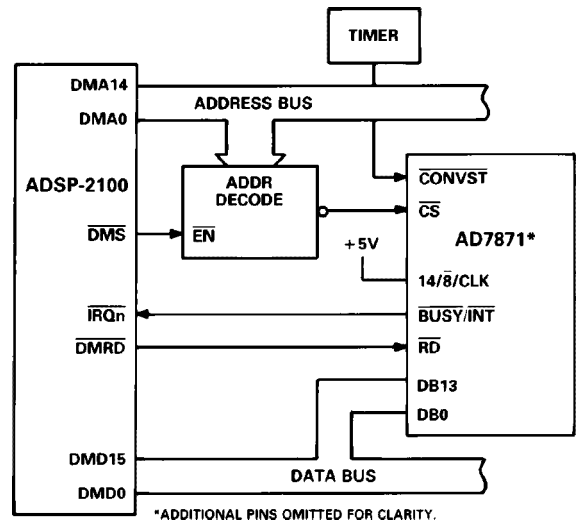 TIMER
DMA14
ADDRESS BUS
DMA0
ADSP-2100
ADDR
DECODE
CONVST
CS
DMS
EN
+5V
AD7871*
14/8/CLK
IRQn
BUSY/INT
DMRD
RD
DB13
DB0
DMD15
DATA BUS
DMD0
*ADDITIONAL PINS OMITTED FOR CLARITY.